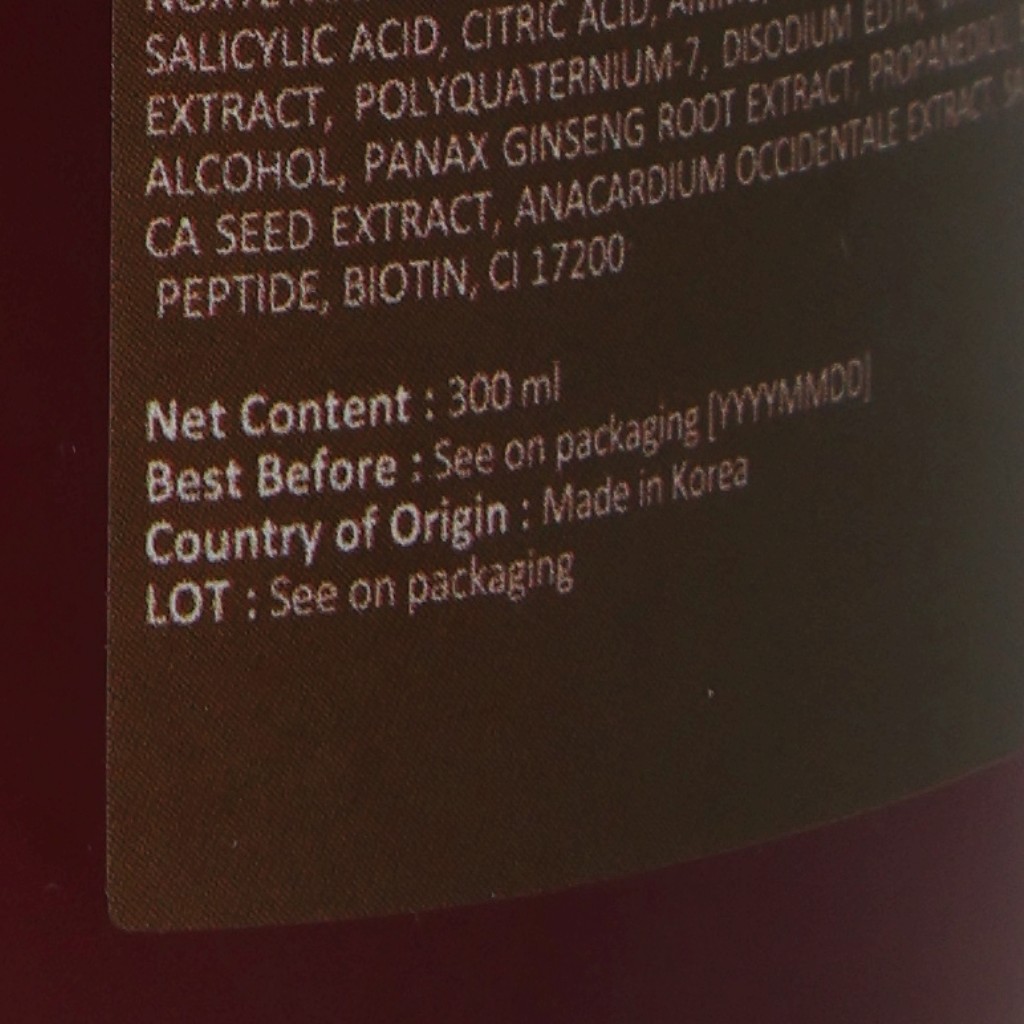 SALICYLIC ACID, CITRIC ACID,
EXTRACT, POLYQUATERNIUM-7, DISODIUM EDTA,
ALCOHOL, PANAX GINSENG ROOT EXTRACT, PROPANEDIOL,
CA SEED EXTRACT, ANACARDIUM OCCIDENTALE EXTRACT,
PEPTIDE, BIOTIN, CI 17200
Net Content : 300 ml
Best Before : See on packaging [YYYYMMDD]
Country of Origin : Made in Korea
LOT : See on packaging